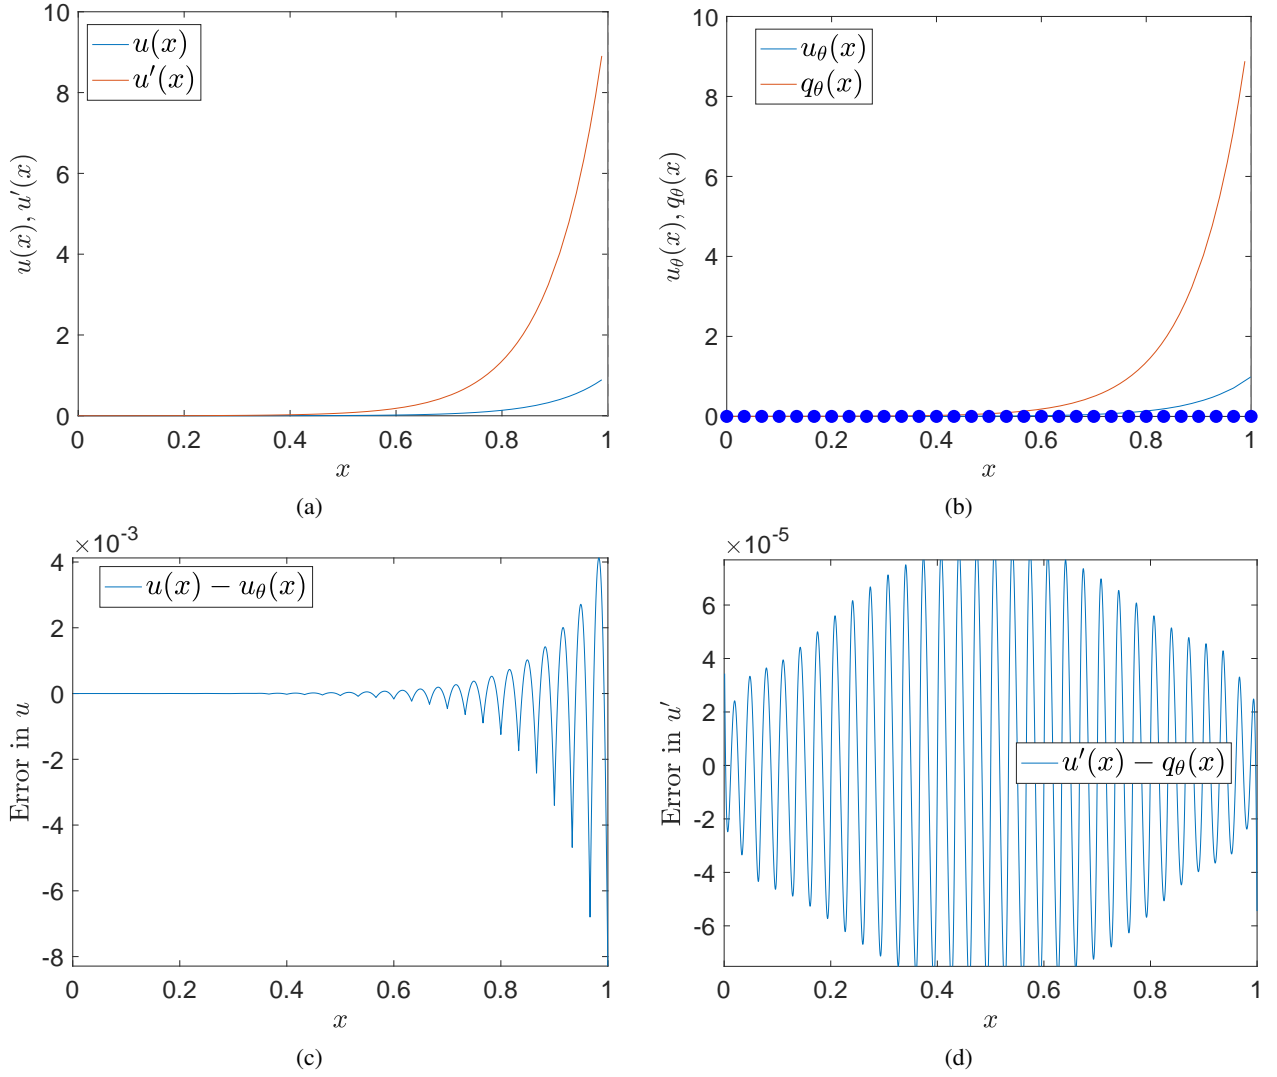 10
8
6
4
2
0
u(x), u′(x)
u(x)
u′(x)
0 0.2 0.4 0.6 0.8 1
x
(a)
10
8
6
4
2
0
u_θ(x), q_θ(x)
u_θ(x)
q_θ(x)
0 0.2 0.4 0.6 0.8 1
x
(b)
×10^-3
4
2
0
-2
-4
-6
-8
Error in u
u(x) − u_θ(x)
0 0.2 0.4 0.6 0.8 1
x
(c)
×10^-5
6
4
2
0
-2
-4
-6
Error in u′
u′(x) − q_θ(x)
0 0.2 0.4 0.6 0.8 1
x
(d)